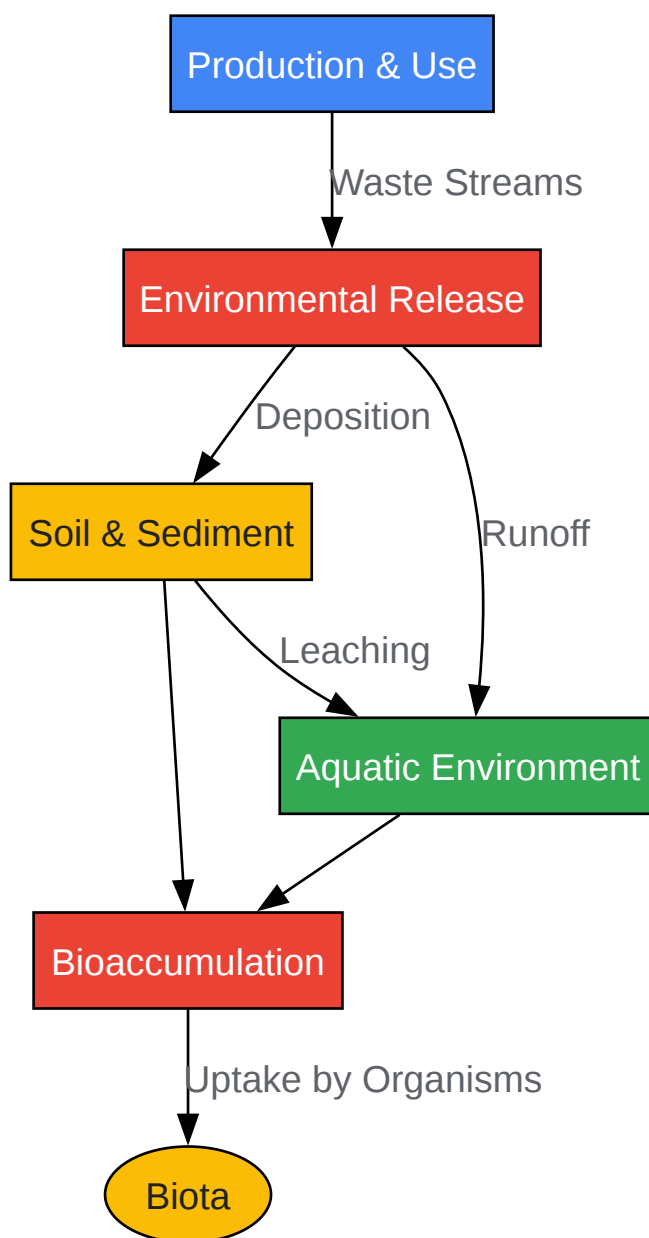 Production & Use
Waste Streams
Environmental Release
Deposition
Soil & Sediment
Runoff
Leaching
Aquatic Environment
Bioaccumulation
Uptake by Organisms
Biota